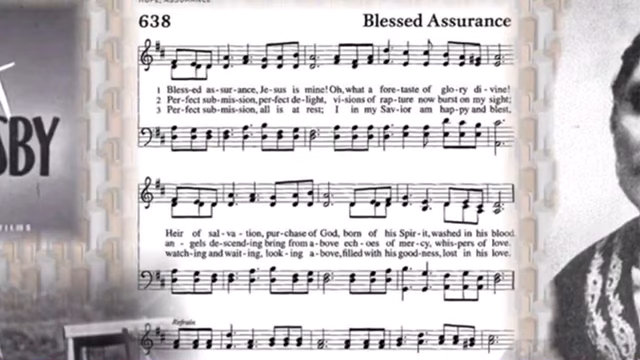 638
Blessed Assurance
1 Bless-ed as-sur-ance, Je-sus is mine! Oh, what a fore-taste of glo-ry di-vine!
2 Per-fect sub-mis-sion, per-fect de-light, vi-sions of rap-ture now burst on my sight;
3 Per-fect sub-mis-sion, all is at rest; I in my Sav-ior am hap-py and blest,
Heir of sal-va-tion, pur-chase of God, born of his Spir-it, washed in his blood.
an-gels de-scend-ing bring from a-bove ech-oes of mer-cy, whis-pers of love.
watch-ing and wait-ing, look-ing a-bove, filled with his good-ness, lost in his love.
Refrain
SBY
FILMS